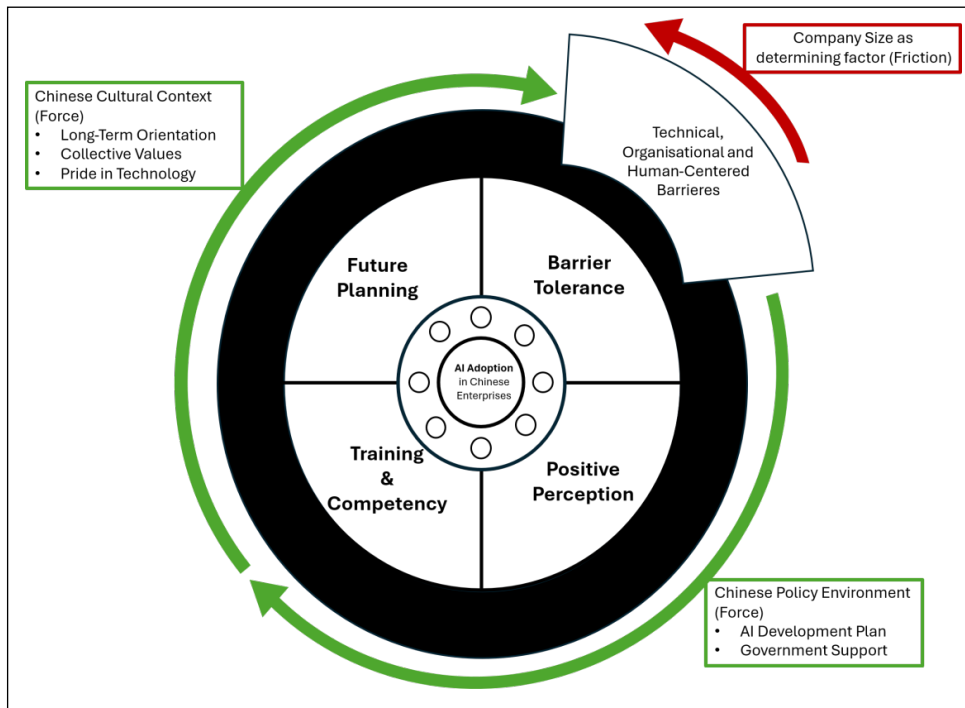 Company Size as
determining factor (Friction)
Chinese Cultural Context
(Force)
• Long-Term Orientation
• Collective Values
• Pride in Technology
Technical,
Organisational and
Human-Centered
Barrieres
Future
Planning
Barrier
Tolerance
AI Adoption
in Chinese
Enterprises
Training
&
Competency
Positive
Perception
Chinese Policy Environment
(Force)
• AI Development Plan
• Government Support